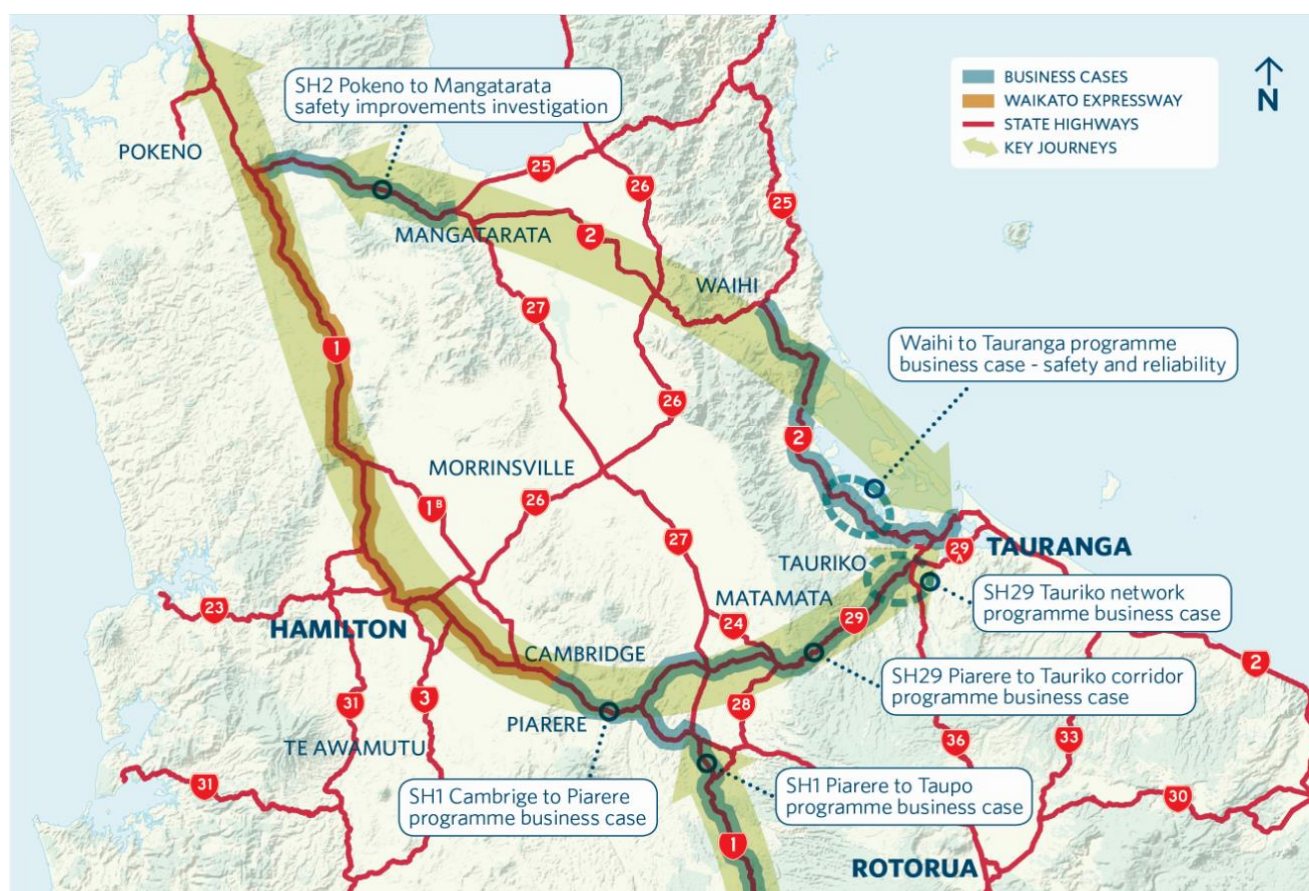 SH2 Pokeno to Mangatarata
safety improvements investigation
BUSINESS CASES
WAIKATO EXPRESSWAY
STATE HIGHWAYS
KEY JOURNEYS
N
POKENO
25
26
25
MANGATARATA
2
WAIHI
27
1
Waihi to Tauranga programme
business case - safety and reliability
26
2
MORRINSVILLE
1B
26
27
TAURIKO
29A
TAURANGA
MATAMATA
SH29 Tauriko network
programme business case
23
HAMILTON
24
29
CAMBRIDGE
SH29 Piarere to Tauriko corridor
programme business case
2
31
3
PIARERE
28
TE AWAMUTU
36
33
31
SH1 Cambrige to Piarere
programme business case
SH1 Piarere to Taupo
programme business case
30
1
ROTORUA